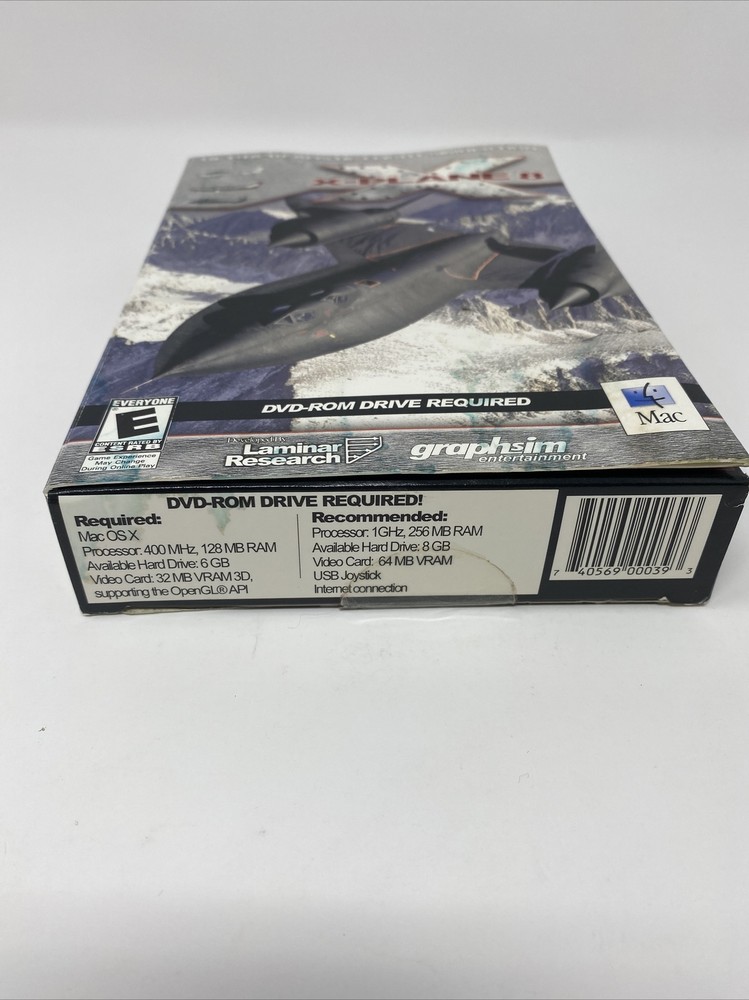 X-PLANE 8
EVERYONE
E
CONTENT RATED BY
ESRB
Game Experience
May Change
During Online Play
DVD-ROM DRIVE REQUIRED
Developed By
Laminar
Research
graphsim
entertainment
Mac
DVD-ROM DRIVE REQUIRED!
Required:
Mac OS X
Processor: 400 MHz, 128 MB RAM
Available Hard Drive: 6 GB
Video Card: 32 MB VRAM 3D,
supporting the OpenGL® API
Recommended:
Processor: 1GHz, 256 MB RAM
Available Hard Drive: 8 GB
Video Card: 64 MB VRAM
USB Joystick
Internet connection
7 40569 00039 3